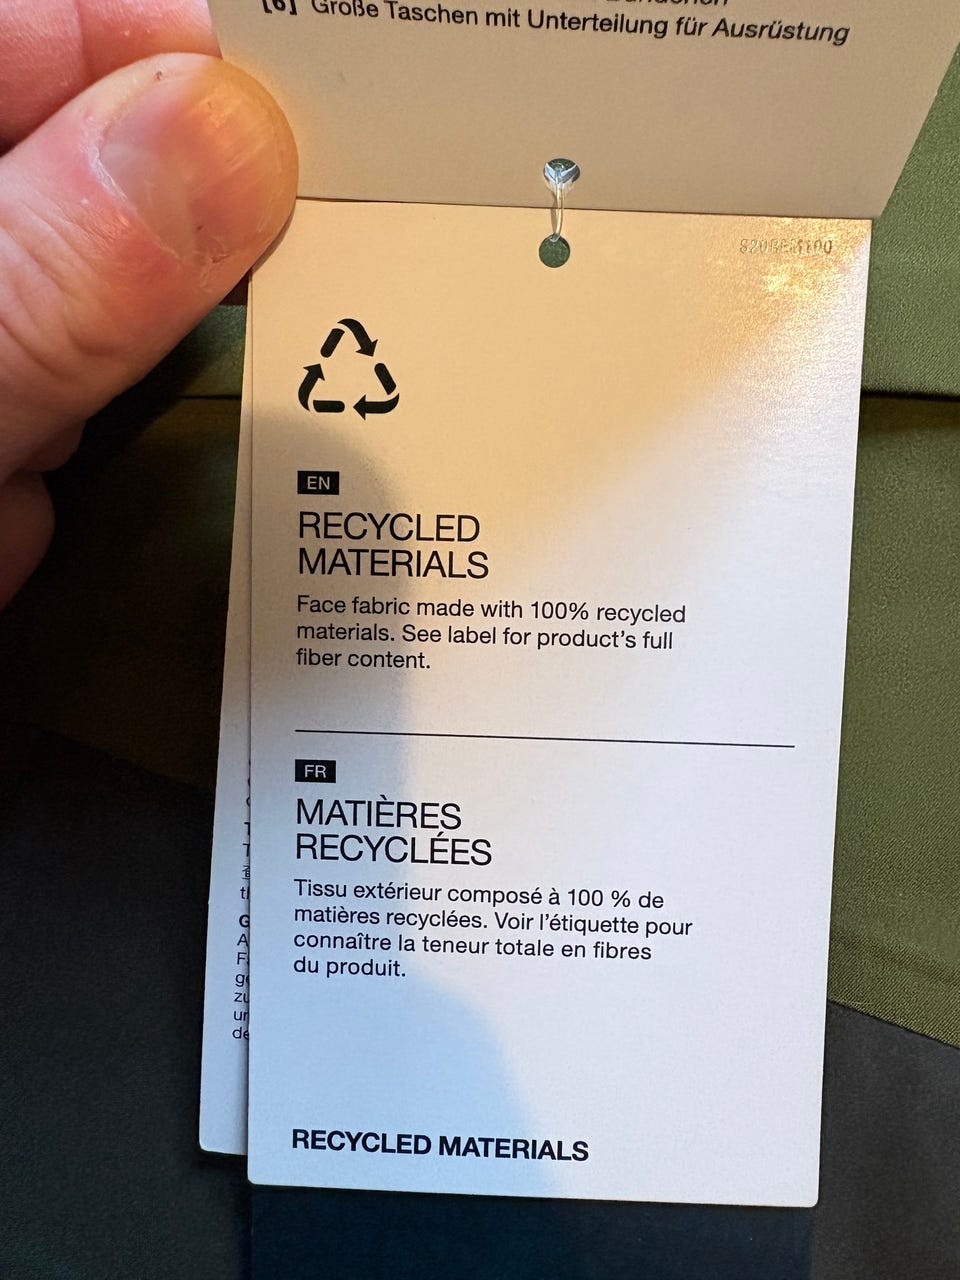 [6] Große Taschen mit Unterteilung für Ausrüstung
EN
RECYCLED
MATERIALS
Face fabric made with 100% recycled
materials. See label for product's full
fiber content.
FR
MATIÈRES
RECYCLÉES
Tissu extérieur composé à 100 % de
matières recyclées. Voir l'étiquette pour
connaître la teneur totale en fibres
du produit.
RECYCLED MATERIALS